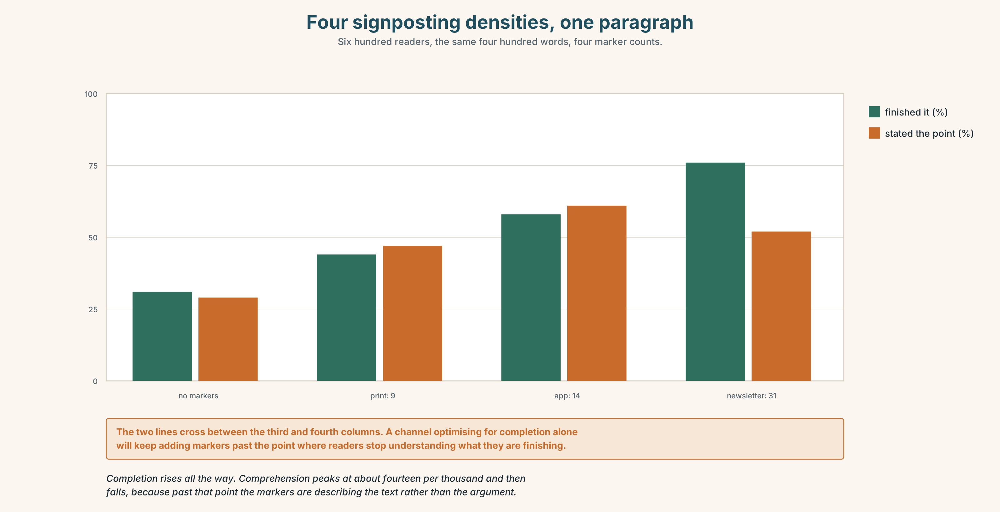 Four signposting densities, one paragraph
Six hundred readers, the same four hundred words, four marker counts.
100
75
50
25
0
finished it (%)
stated the point (%)
no markers
print: 9
app: 14
newsletter: 31
The two lines cross between the third and fourth columns. A channel optimising for completion alone
will keep adding markers past the point where readers stop understanding what they are finishing.
Completion rises all the way. Comprehension peaks at about fourteen per thousand and then
falls, because past that point the markers are describing the text rather than the argument.